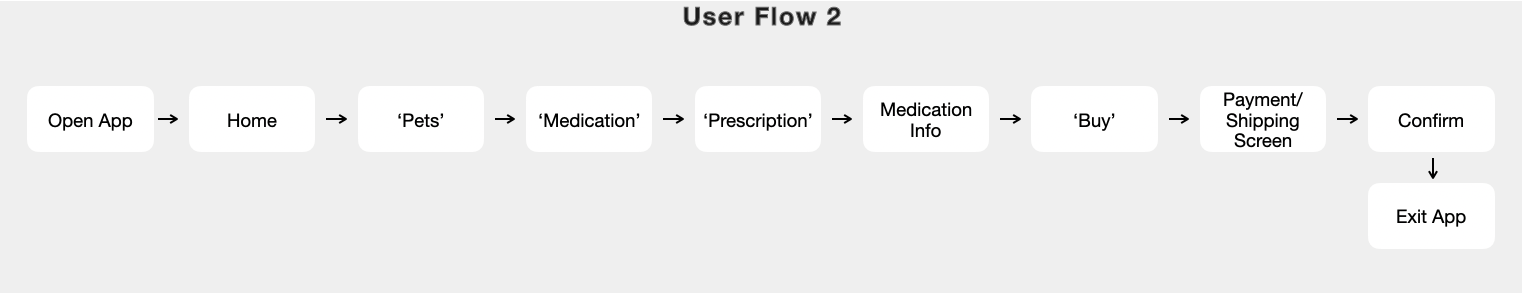 User Flow 2
Open App
Home
‘Pets’
‘Medication’
‘Prescription’
Medication
Info
‘Buy’
Payment/
Shipping
Screen
Confirm
Exit App